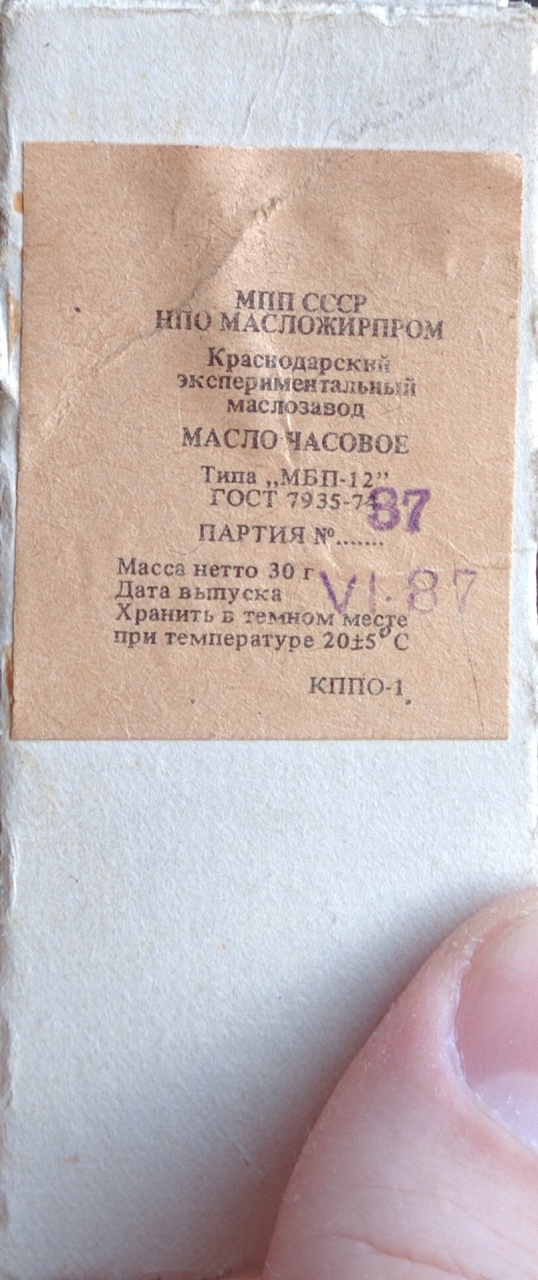 МПП СССР
НПО МАСЛОЖИРПРОМ
Краснодарский
экспериментальный
маслозавод
МАСЛО ЧАСОВОЕ
Типа „МБП-12”
ГОСТ 7935-74
87
ПАРТИЯ №.......
Масса нетто 30 г
Дата выпуска VI.87
Хранить в темном месте
при температуре 20±5°С
КППО-1